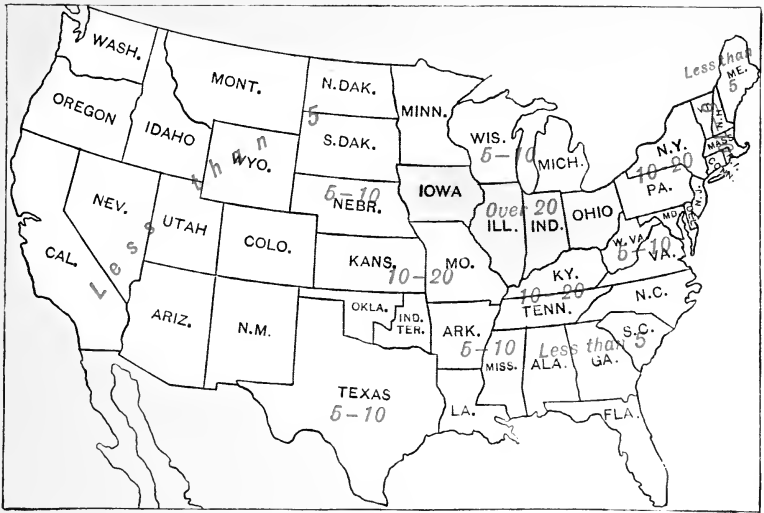 WASH.
MONT.
N.DAK.
MINN.
Less than
ME.
5
OREGON
IDAHO
5
S.DAK.
WIS.
5-10
MICH.
N.H.
MASS
N.Y.
10-20
Less than
WYO.
5-10
NEBR.
IOWA
PA.
N.J.
NEV.
UTAH
COLO.
Over 20
ILL.
IND.
OHIO
MD.
DEL.
W.VA.
5-10
VA.
CAL.
KANS.
10-20
MO.
KY.
10-20
TENN.
N.C.
ARIZ.
N.M.
OKLA.
IND.
TER.
ARK.
5-10
Less than 5
S.C.
MISS.
ALA.
GA.
TEXAS
5-10
LA.
FLA.